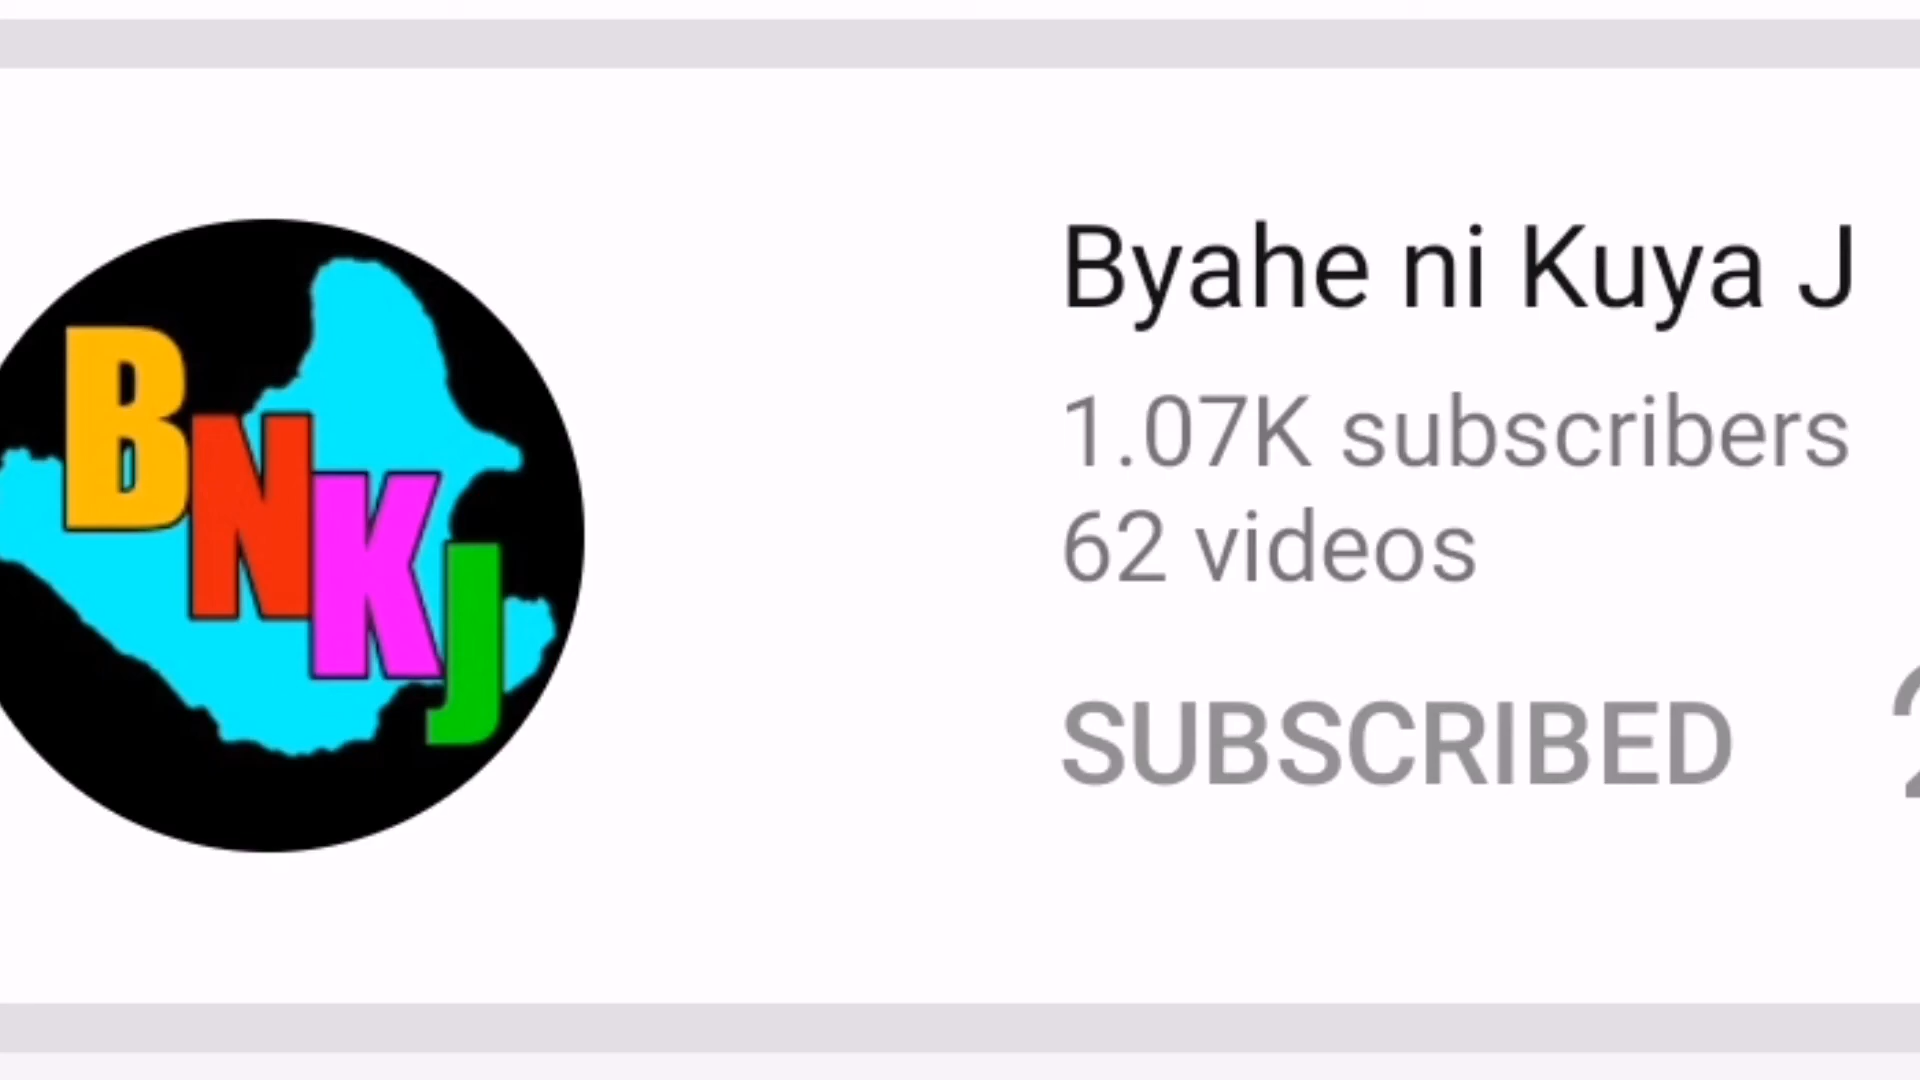 BNKJ
Byahe ni Kuya J
1.07K subscribers
62 videos
SUBSCRIBED